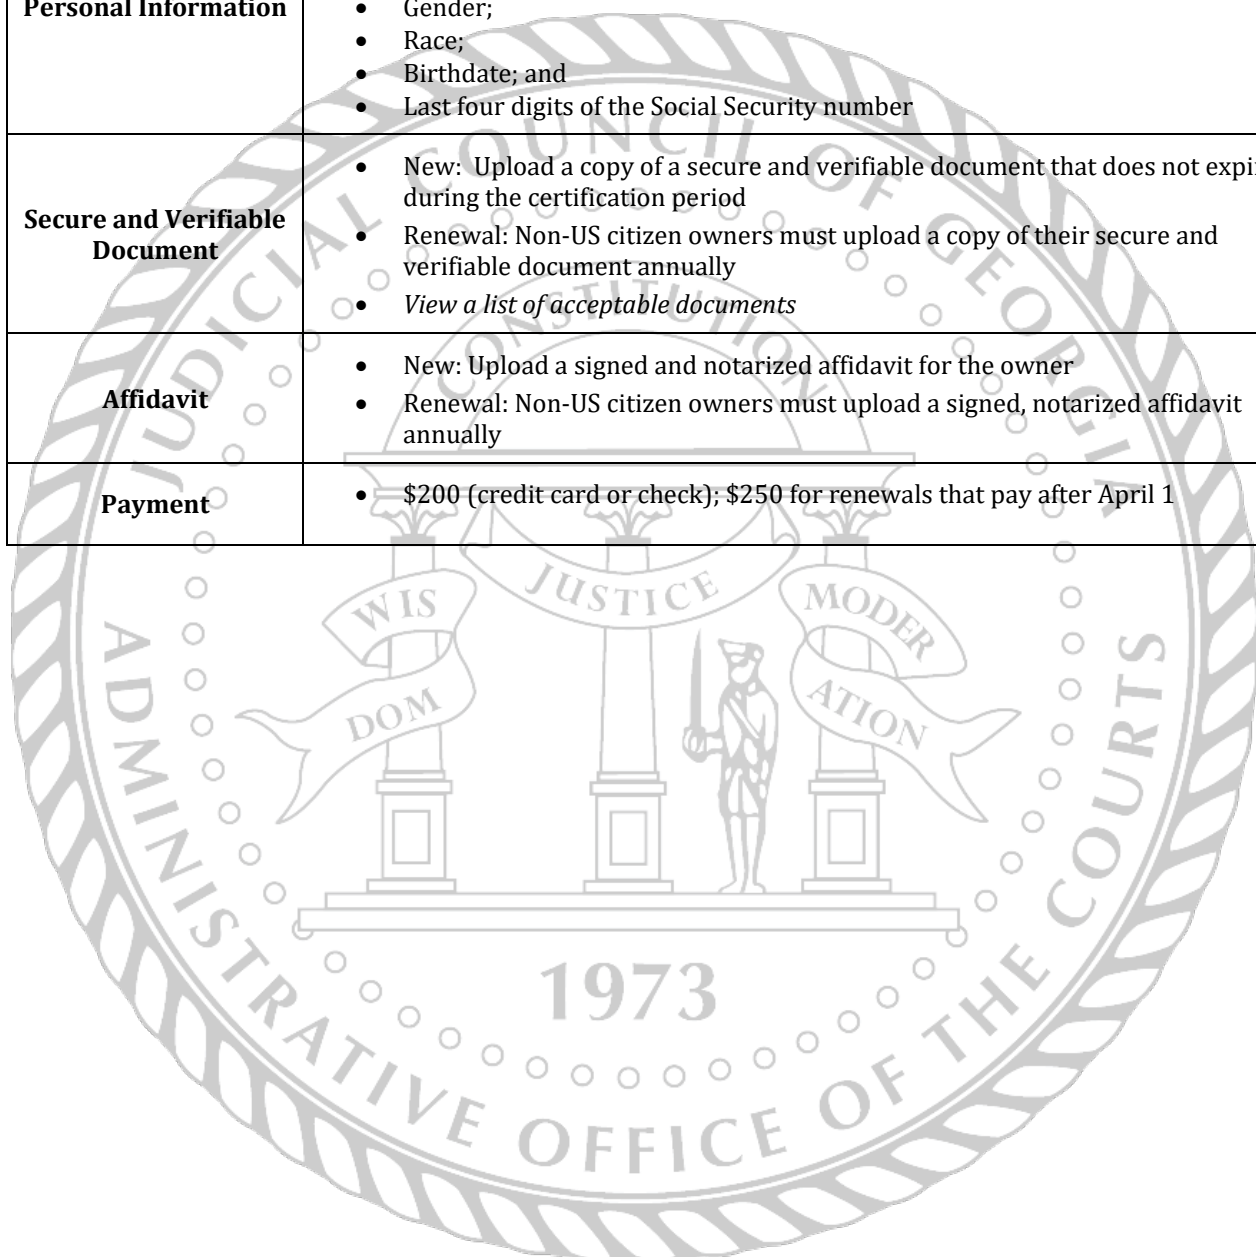 Personal Information
• Gender;
• Race;
• Birthdate; and
• Last four digits of the Social Security number
Secure and Verifiable
Document
• New:  Upload a copy of a secure and verifiable document that does not expi
during the certification period
• Renewal: Non-US citizen owners must upload a copy of their secure and
verifiable document annually
• View a list of acceptable documents
Affidavit
• New: Upload a signed and notarized affidavit for the owner
• Renewal: Non-US citizen owners must upload a signed, notarized affidavit
annually
Payment
• $200 (credit card or check); $250 for renewals that pay after April 1
JUDICIAL COUNCIL OF GEORGIA
CONSTITUTION
WIS
DOM
JUSTICE
MODER
ATION
1973
ADMINISTRATIVE OFFICE OF THE COURTS